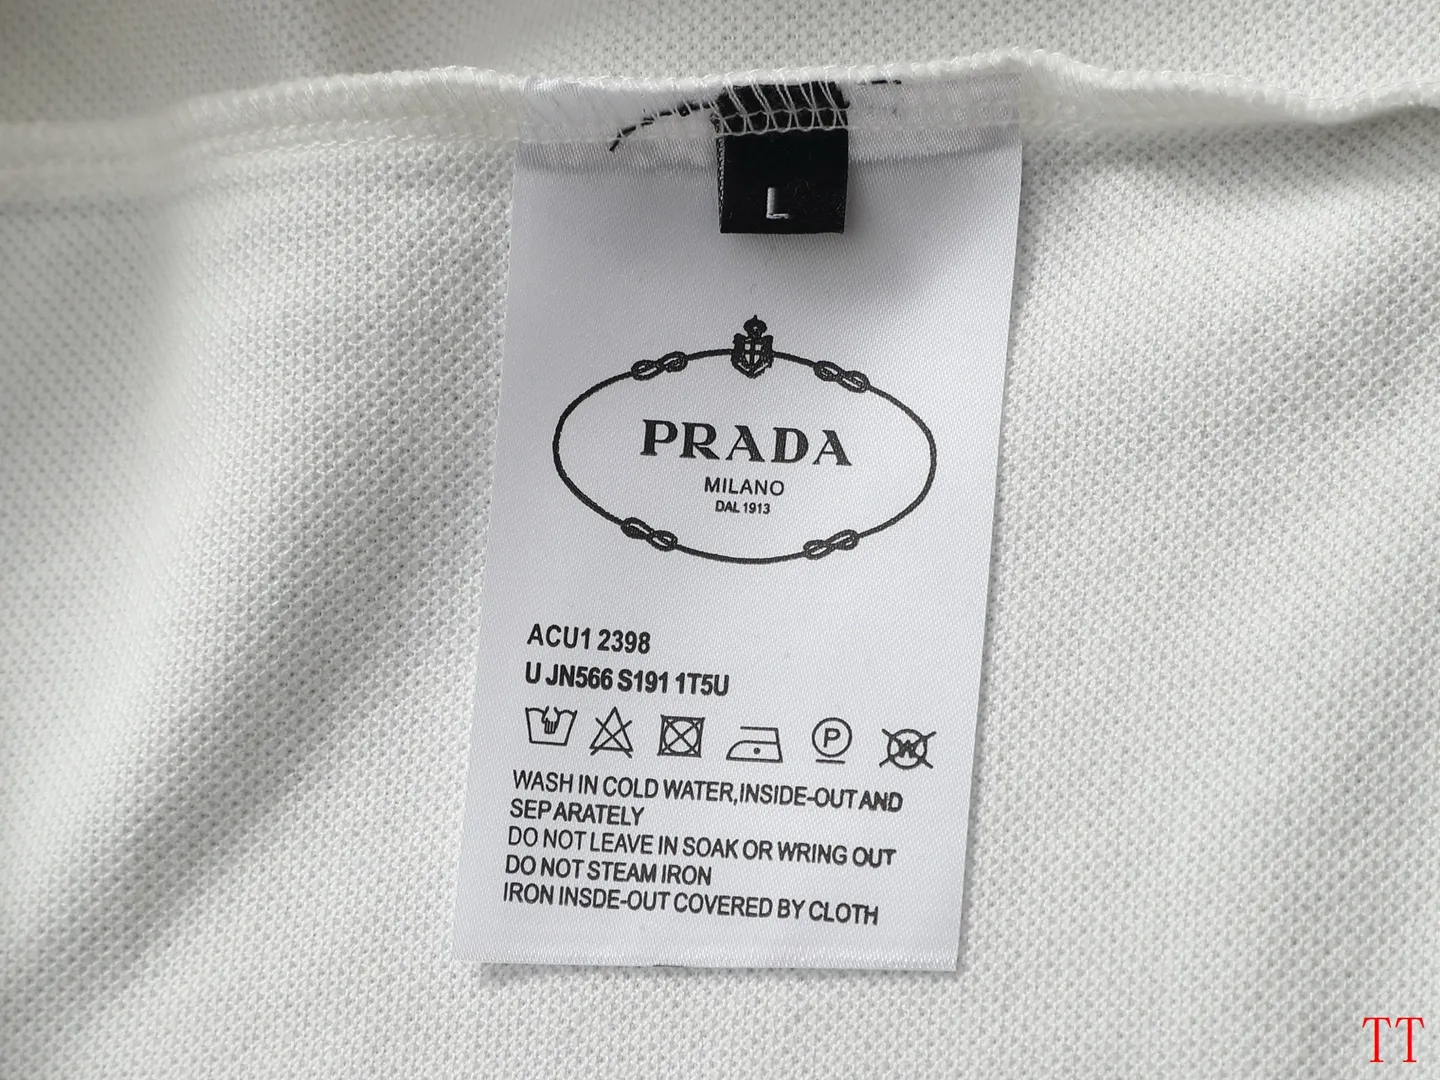 L
PRADA
MILANO
DAL 1913
ACU1 2398
U JN566 S191 1T5U
P
W
WASH IN COLD WATER,INSIDE-OUT AND
SEPARATELY
DO NOT LEAVE IN SOAK OR WRING OUT
DO NOT STEAM IRON
IRON INSDE-OUT COVERED BY CLOTH
TT